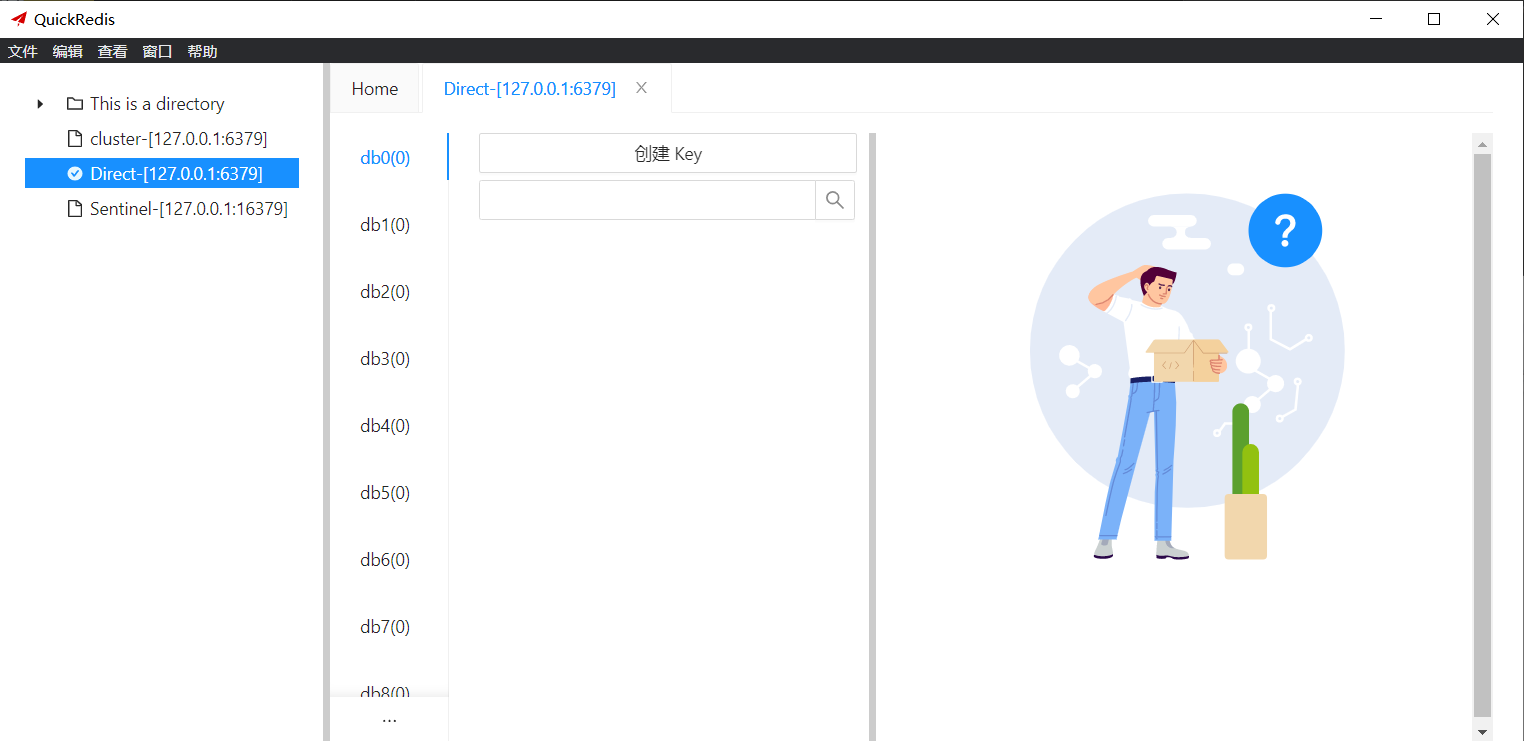 QuickRedis
文件 编辑 查看 窗口 帮助
This is a directory
cluster-[127.0.0.1:6379]
Direct-[127.0.0.1:6379]
Sentinel-[127.0.0.1:16379]
Home Direct-[127.0.0.1:6379]
db0(0)
db1(0)
db2(0)
db3(0)
db4(0)
db5(0)
db6(0)
db7(0)
db8(0)
...
创建 Key
?